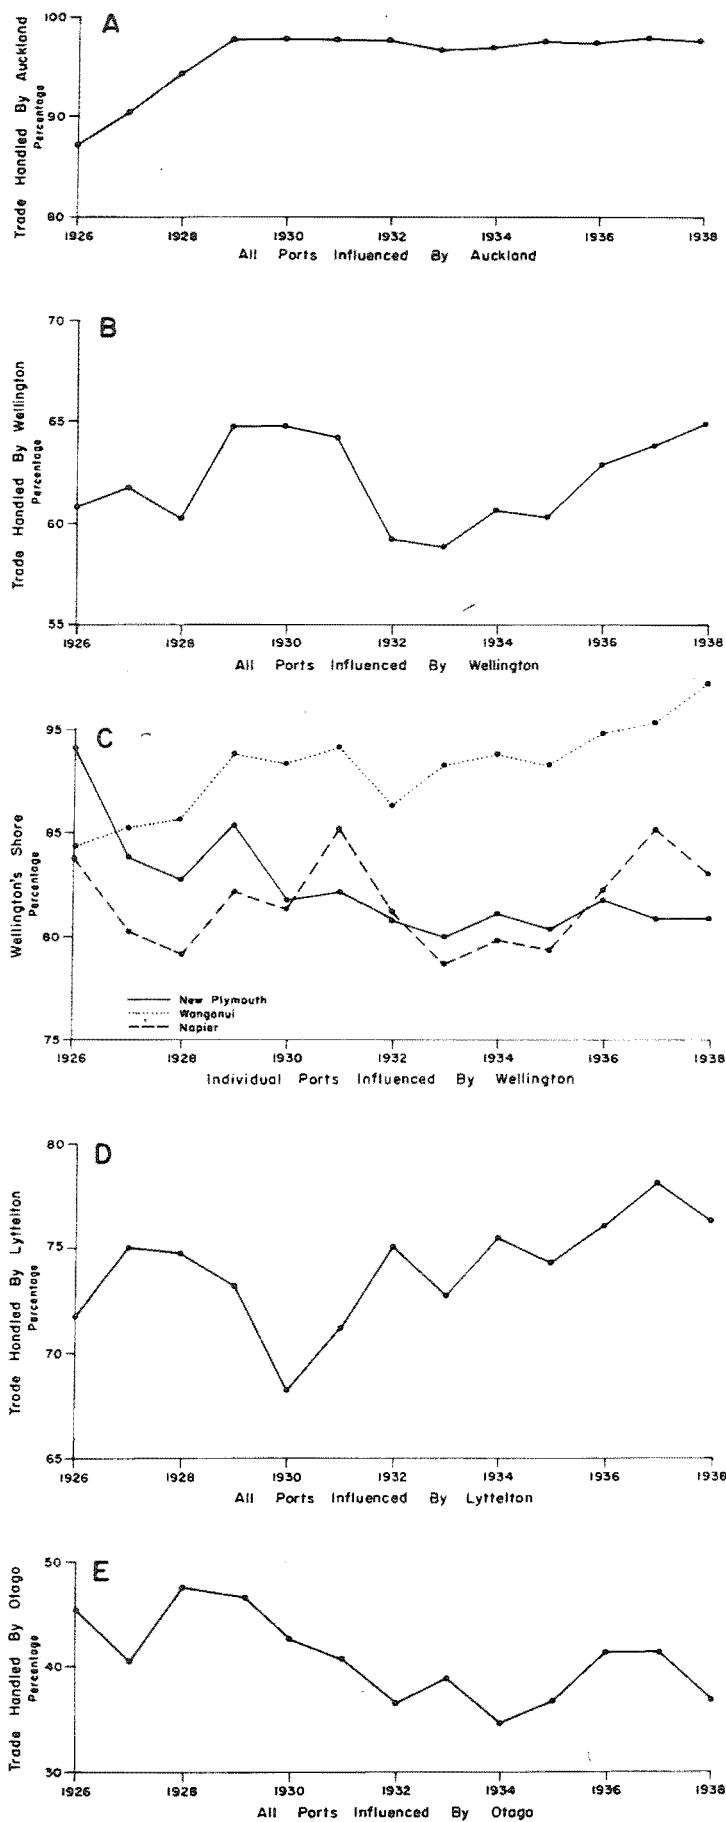 A
Trade Handled By Auckland
Percentage
100
90
80
1926 1928 1930 1932 1934 1936 1938
All Ports Influenced By Auckland
B
Trade Handled By Wellington
Percentage
70
65
60
55
1926 1928 1930 1932 1934 1936 1938
All Ports Influenced By Wellington
C
Wellington's Shore
Percentage
95
85
80
75
New Plymouth
Wanganui
Napier
1926 1928 1930 1932 1934 1936 1938
Individual Ports Influenced By Wellington
D
Trade Handled By Lyttelton
Percentage
80
75
70
65
1926 1928 1930 1932 1934 1936 1938
All Ports Influenced By Lyttelton
E
Trade Handled By Otago
Percentage
50
40
30
1926 1928 1930 1932 1934 1936 1938
All Ports Influenced By Otago